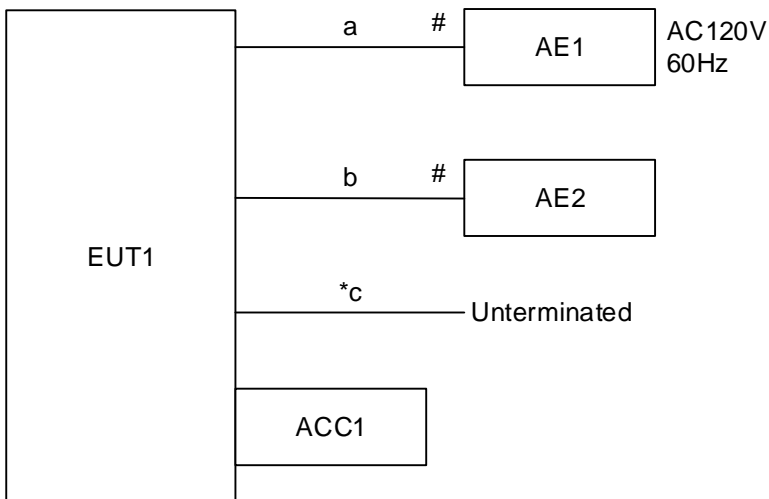 a
#
AE1
AC120V
60Hz
b
#
AE2
EUT1
*c
Unterminated
ACC1